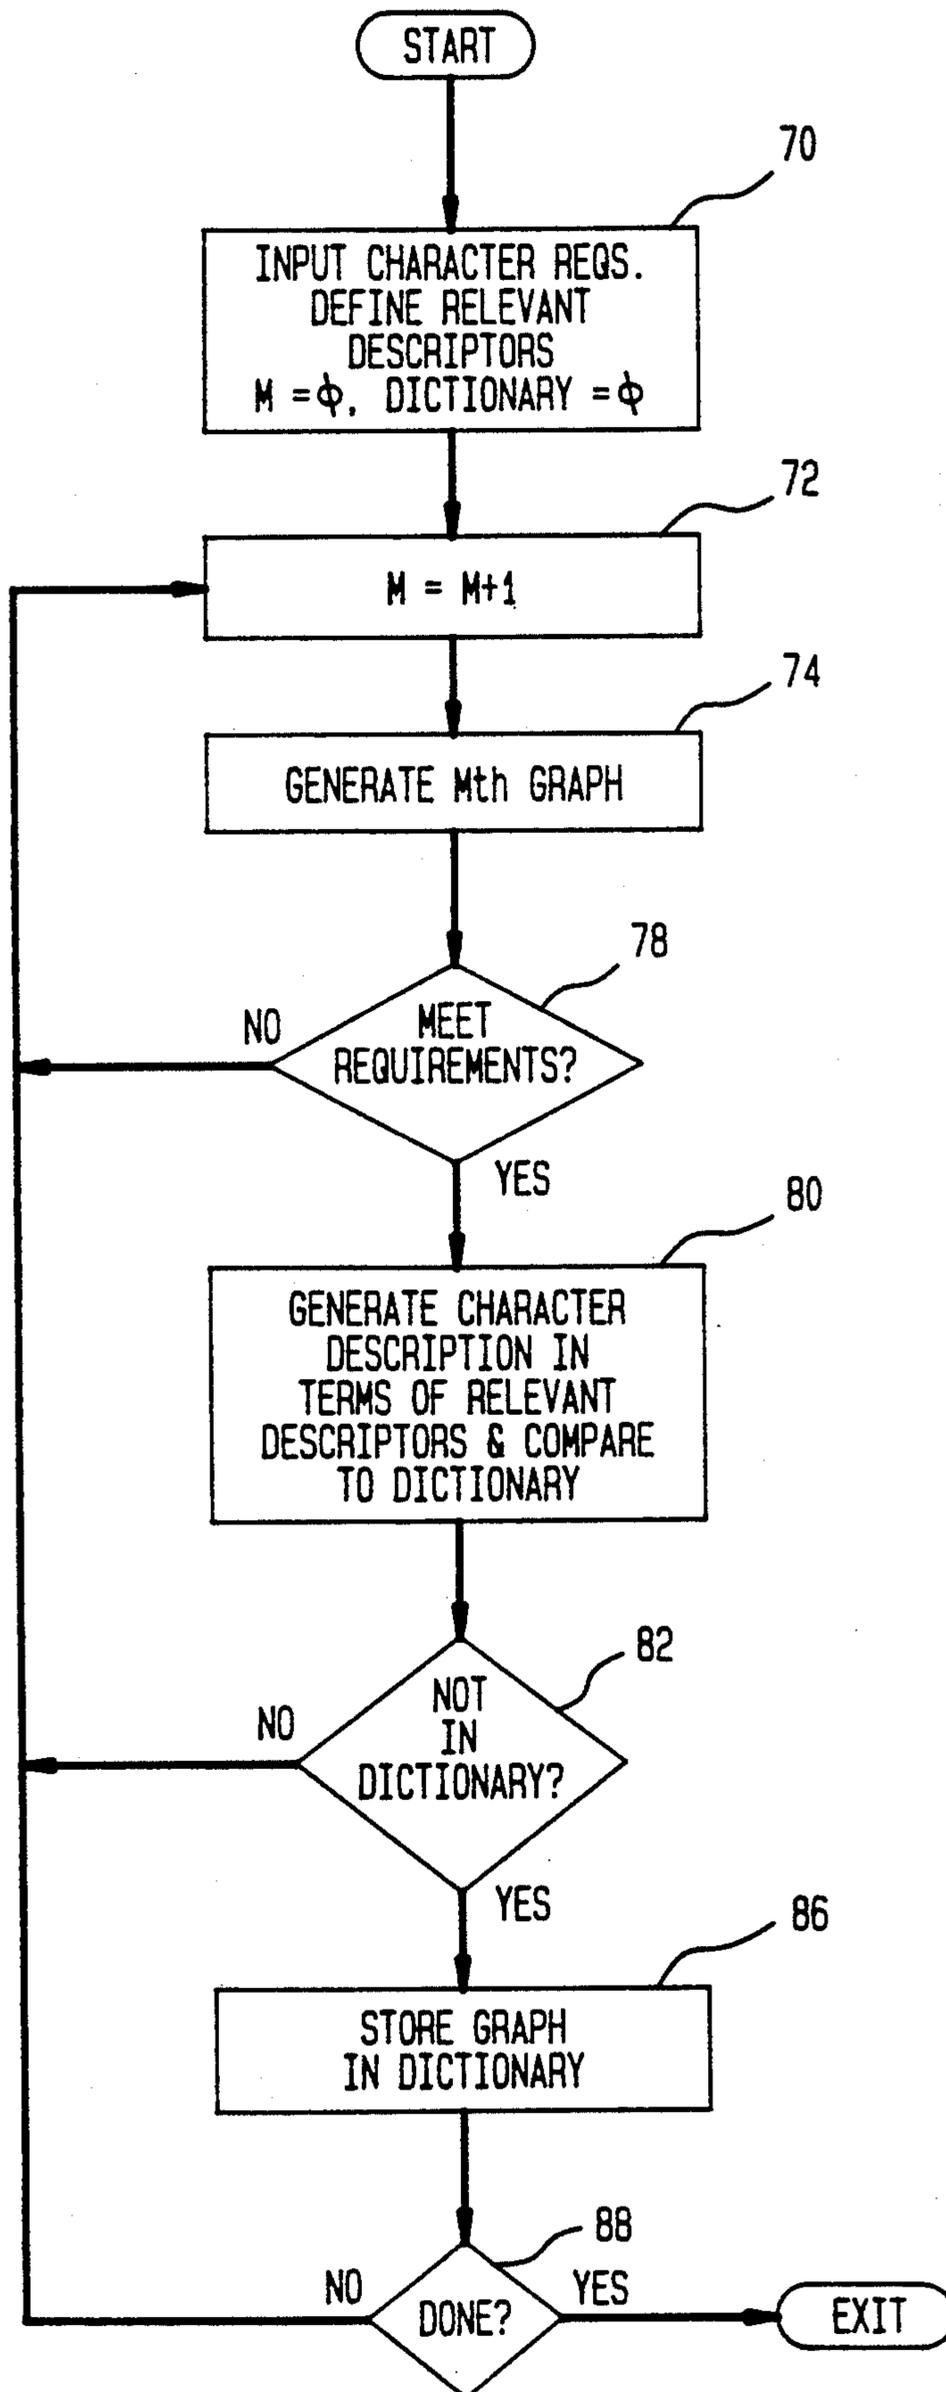 START
70
INPUT CHARACTER REQS.
DEFINE RELEVANT
DESCRIPTORS
M = ϕ, DICTIONARY = ϕ
72
M = M+1
74
GENERATE Mth GRAPH
78
MEET
REQUIREMENTS?
NO
YES
80
GENERATE CHARACTER
DESCRIPTION IN
TERMS OF RELEVANT
DESCRIPTORS & COMPARE
TO DICTIONARY
82
NOT
IN
DICTIONARY?
NO
YES
86
STORE GRAPH
IN DICTIONARY
88
DONE?
NO
YES
EXIT